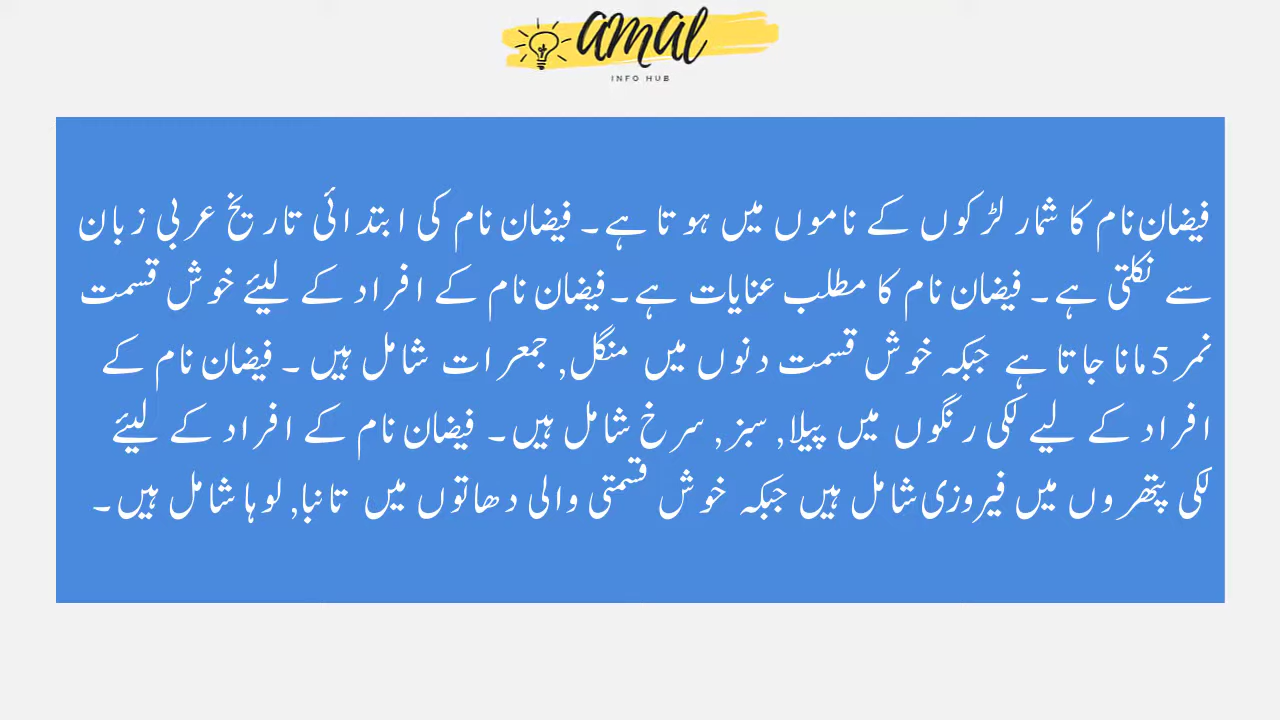 amal
INFO HUB
فیضان نام کا شمار لڑکوں کے ناموں میں ہو تا ہے۔ فیضان نام کی ابتدائی تاریخ عربی زبان
سے نکلتی ہے۔ فیضان نام کا مطلب عنایات ہے۔ فیضان نام کے افراد کے لیئے خوش قسمت
نمر 5 مانا جاتا ہے جبکہ خوش قسمت دنوں میں منگل, جمعرات شامل ہیں۔ فیضان نام کے
افراد کے لیے لکی رنگوں میں پیلا, سبز, سرخ شامل ہیں۔ فیضان نام کے افراد کے لیئے
لکی پتھروں میں فیروزی شامل ہیں جبکہ خوش قسمتی والی دھاتوں میں تانبا, لوہا شامل ہیں۔